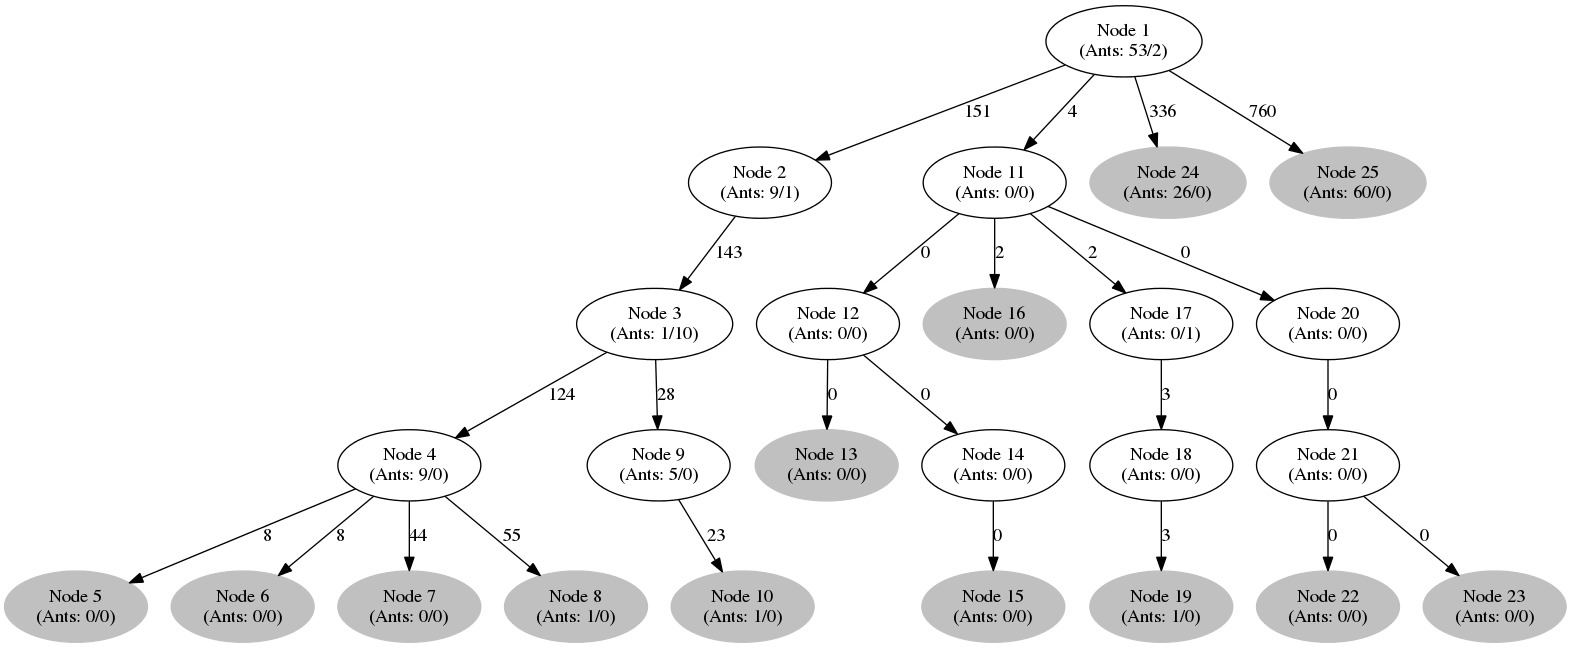 Node 1
(Ants: 53/2)
151
4
336
760
Node 2
(Ants: 9/1)
Node 11
(Ants: 0/0)
Node 24
(Ants: 26/0)
Node 25
(Ants: 60/0)
143
0
2
2
0
Node 3
(Ants: 1/10)
Node 12
(Ants: 0/0)
Node 16
(Ants: 0/0)
Node 17
(Ants: 0/1)
Node 20
(Ants: 0/0)
124
28
0
0
3
0
Node 4
(Ants: 9/0)
Node 9
(Ants: 5/0)
Node 13
(Ants: 0/0)
Node 14
(Ants: 0/0)
Node 18
(Ants: 0/0)
Node 21
(Ants: 0/0)
8
8
44
55
23
0
3
0
0
Node 5
(Ants: 0/0)
Node 6
(Ants: 0/0)
Node 7
(Ants: 0/0)
Node 8
(Ants: 1/0)
Node 10
(Ants: 1/0)
Node 15
(Ants: 0/0)
Node 19
(Ants: 1/0)
Node 22
(Ants: 0/0)
Node 23
(Ants: 0/0)